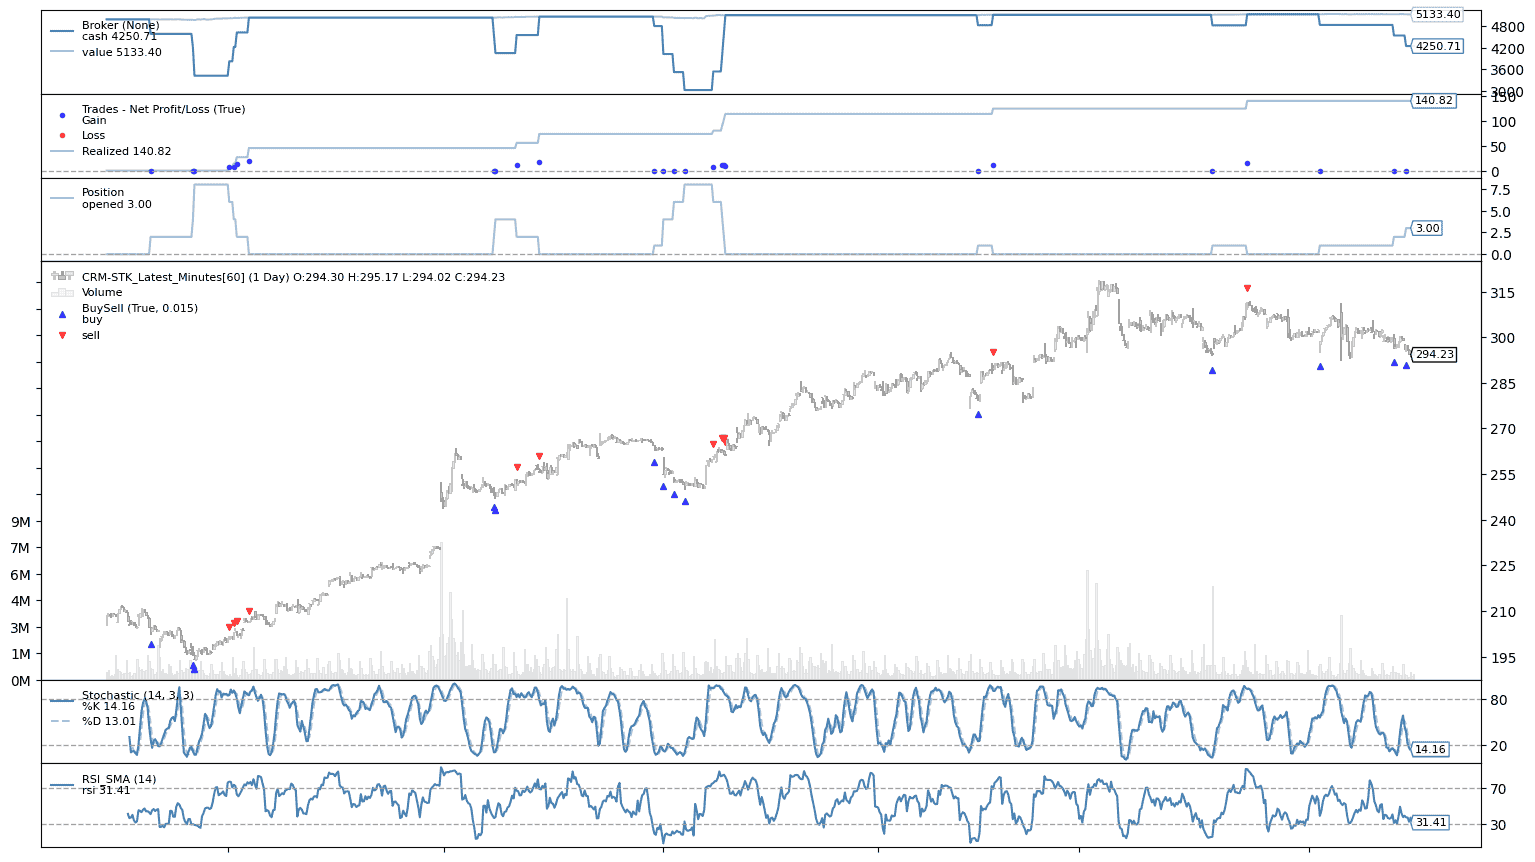 Broker (None)
cash 4250.71
value 5133.40
5133.40
4800
4250.71
4200
3600
3000
Trades - Net Profit/Loss (True)
Gain
Loss
Realized 140.82
150
140.82
100
50
0
Position
opened 3.00
7.5
5.0
3.00
2.5
0.0
CRM-STK_Latest_Minutes[60] (1 Day) O:294.30 H:295.17 L:294.02 C:294.23
Volume
BuySell (True, 0.015)
buy
sell
315
300
294.23
285
270
255
240
225
210
195
9M
7M
6M
4M
3M
1M
0M
Stochastic (14, 3, 3)
%K 14.16
%D 13.01
80
20
14.16
RSI_SMA (14)
rsi 31.41
70
31.41
30